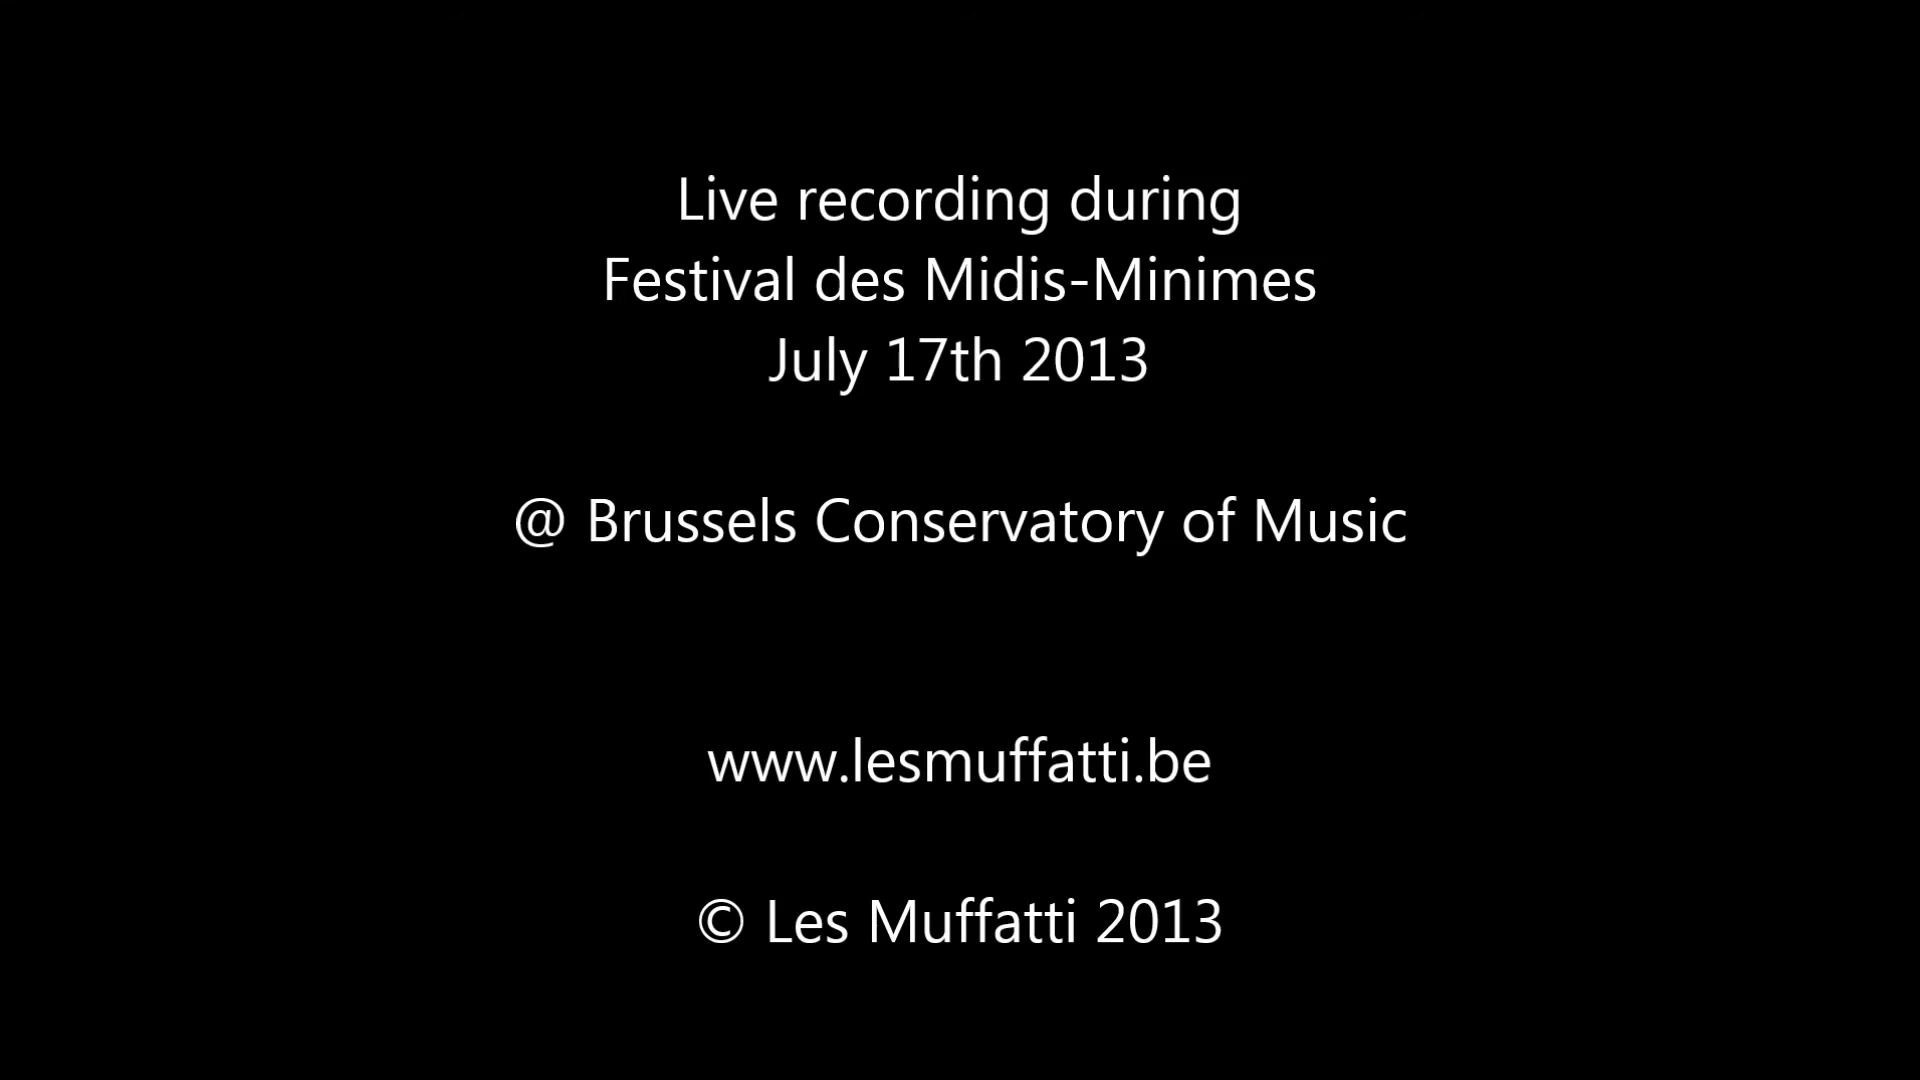 Live recording during
Festival des Midis-Minimes
July 17th 2013
@ Brussels Conservatory of Music
www.lesmuffatti.be
© Les Muffatti 2013